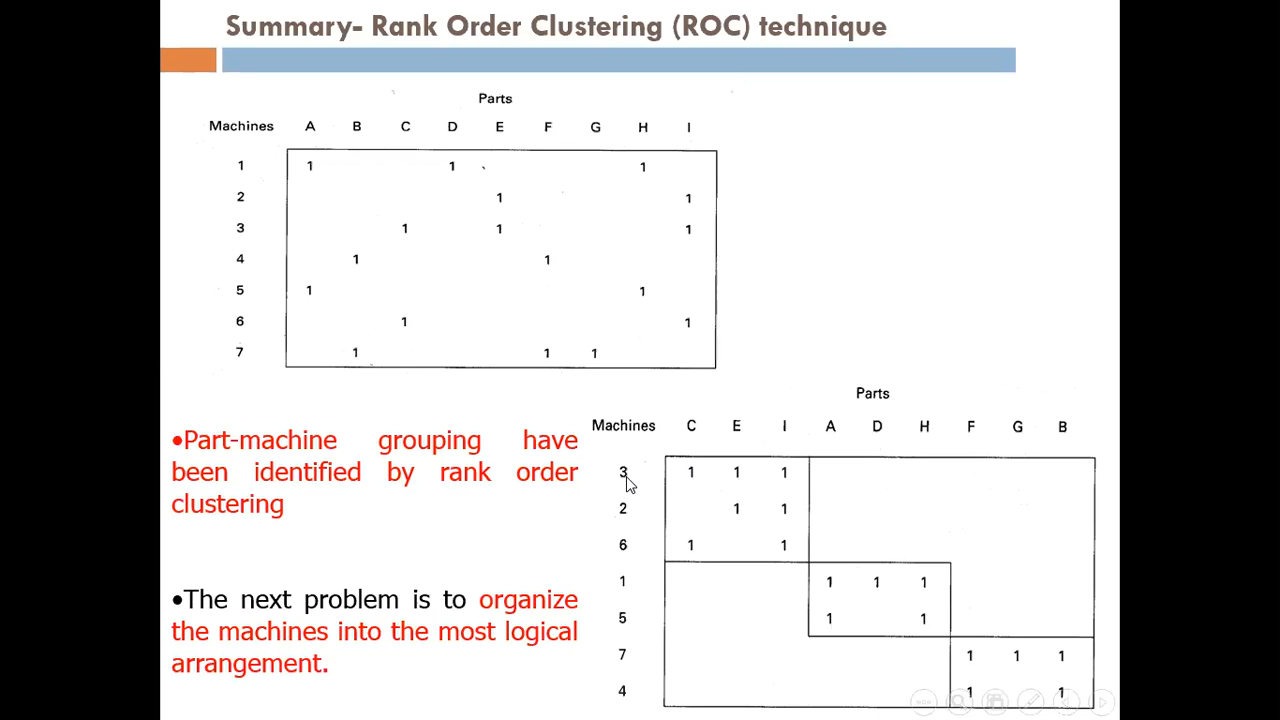 Summary- Rank Order Clustering (ROC) technique
Parts
Machines A B C D E F G H I
1 1 1 1
2 1 1
3 1 1 1
4 1 1
5 1 1
6 1 1
7 1 1 1
•Part-machine grouping have
been identified by rank order
clustering
•The next problem is to organize
the machines into the most logical
arrangement.
Parts
Machines C E I A D H F G B
3 1 1 1
2 1 1
6 1 1
1 1 1 1
5 1 1
7 1 1 1
4 1 1